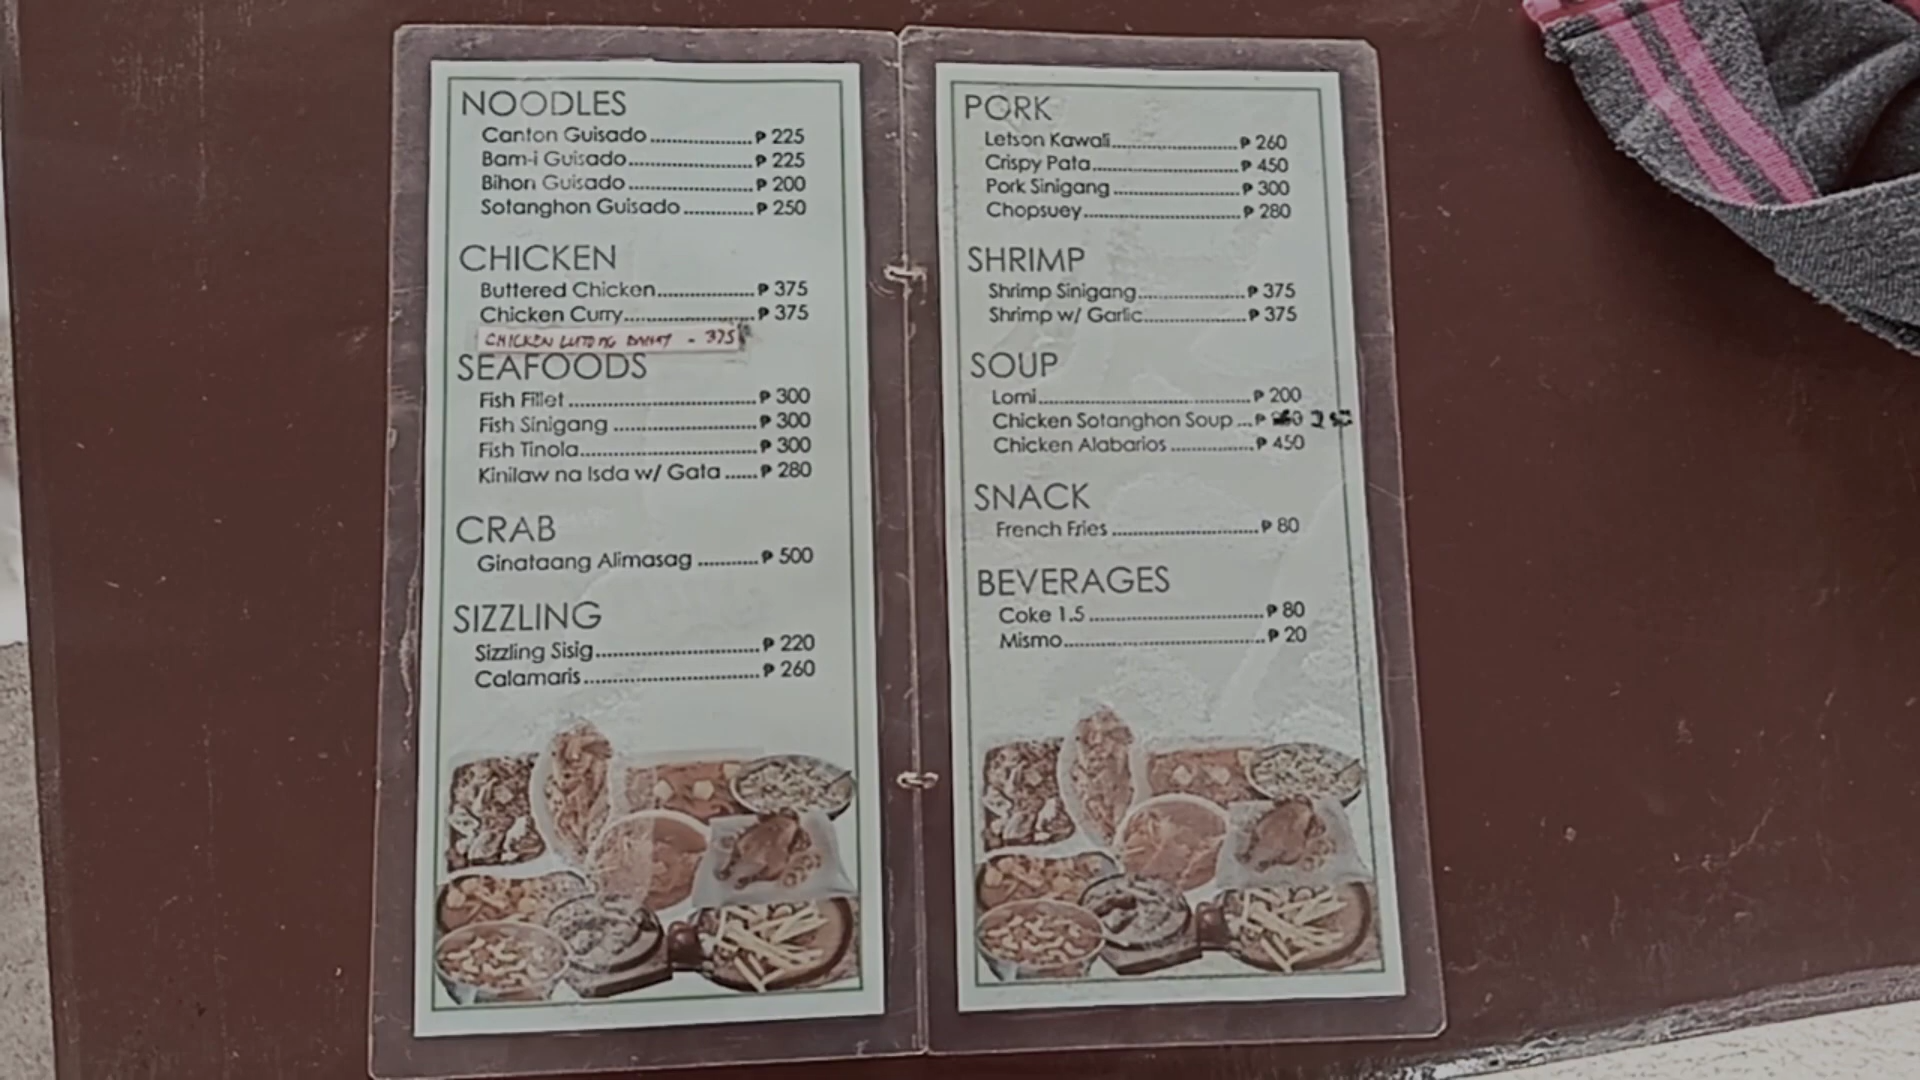 NOODLES
Canton Guisado ..................... ₱ 225
Bam-i Guisado.......................... ₱ 225
Bihon Guisado.......................... ₱ 200
Sotanghon Guisado .............. ₱ 250
CHICKEN
Buttered Chicken.................... ₱ 375
Chicken Curry........................... ₱ 375
CHICKEN LUTONG BAHAY - 375
SEAFOODS
Fish Fillet ....................................... ₱ 300
Fish Sinigang ............................. ₱ 300
Fish Tinola.................................... ₱ 300
Kinilaw na Isda w/ Gata ...... ₱ 280
CRAB
Ginataang Alimasag ............ ₱ 500
SIZZLING
Sizzling Sisig.................................. ₱ 220
Calamaris .................................... ₱ 260
PORK
Letson Kawali.......................... ₱ 260
Crispy Pata.............................. ₱ 450
Pork Sinigang .......................... ₱ 300
Chopsuey................................. ₱ 280
SHRIMP
Shrimp Sinigang...................... ₱ 375
Shrimp w/ Garlic..................... ₱ 375
SOUP
Lomi............................................ ₱ 200
Chicken Sotanghon Soup ... ₱
Chicken Alabarios ................. ₱ 450
SNACK
French Fries .............................. ₱ 80
BEVERAGES
Coke 1.5 .................................... ₱ 80
Mismo......................................... ₱ 20